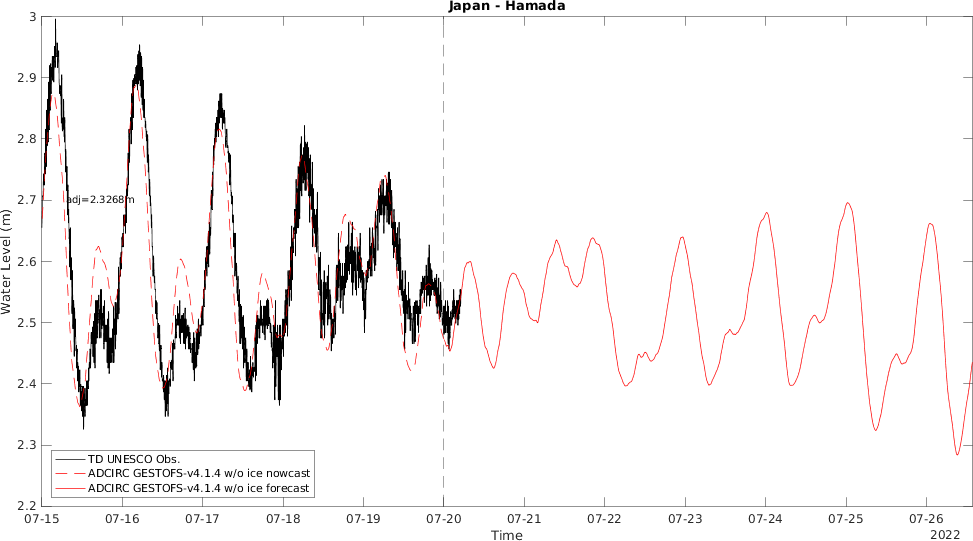 Japan - Hamada
3
2.9
2.8
2.7
2.6
2.5
2.4
2.3
2.2
Water Level (m)
adj=2.3268m
TD UNESCO Obs.
ADCIRC GESTOFS-v4.1.4 w/o ice nowcast
ADCIRC GESTOFS-v4.1.4 w/o ice forecast
07-15 07-16 07-17 07-18 07-19 07-20 07-21 07-22 07-23 07-24 07-25 07-26
Time
2022